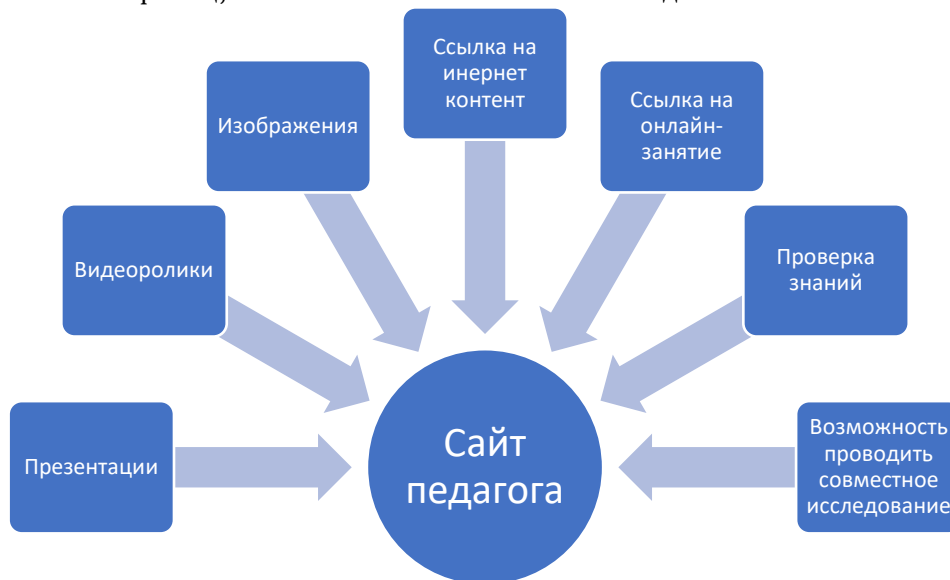 Ссылка на
инернет
контент
Изображения
Ссылка на
онлайн-
занятие
Видеоролики
Проверка
знаний
Презентации
Сайт
педагога
Возможность
проводить
совместное
исследование